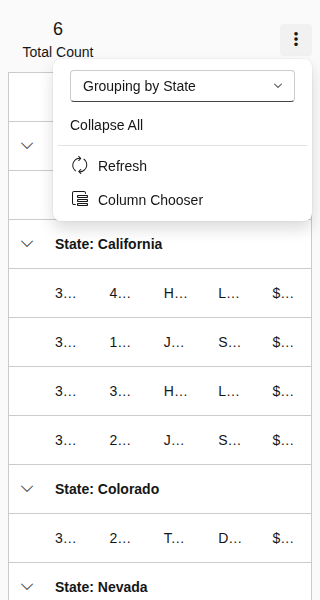 6
Total Count
Grouping by State
Collapse All
Refresh
Column Chooser
State: California
3... 4... H... L... $...
3... 1... J... S... $...
3... 3... H... L... $...
3... 2... J... S... $...
State: Colorado
3... 2... T... D... $...
State: Nevada